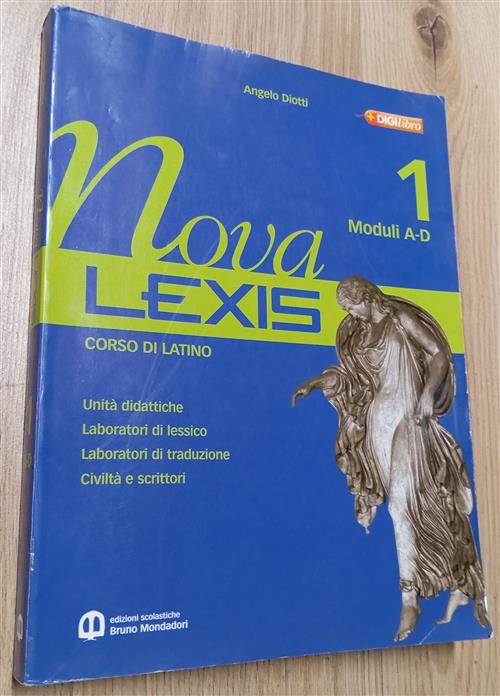 Angelo Diotti
+DIGIlibro
1
Moduli A-D
Nova
LEXIS
CORSO DI LATINO
Unità didattiche
Laboratori di lessico
Laboratori di traduzione
Civiltà e scrittori
edizioni scolastiche
Bruno Mondadori